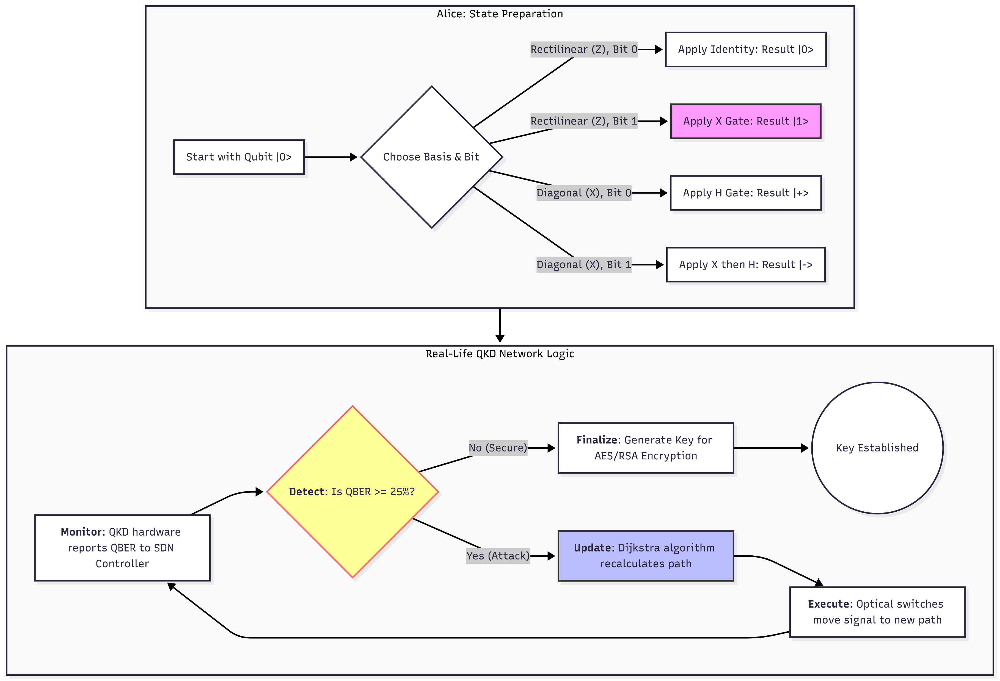 Alice: State Preparation
Rectilinear (Z), Bit 0
Apply Identity: Result |0>
Rectilinear (Z), Bit 1
Apply X Gate: Result |1>
Start with Qubit |0>
Choose Basis & Bit
Diagonal (X), Bit 0
Apply H Gate: Result |+>
Diagonal (X), Bit 1
Apply X then H: Result |->
Real-Life QKD Network Logic
No (Secure)
Finalize: Generate Key for
AES/RSA Encryption
Key Established
Detect: Is QBER >= 25%?
Monitor: QKD hardware
reports QBER to SDN
Controller
Yes (Attack)
Update: Dijkstra algorithm
recalculates path
Execute: Optical switches
move signal to new path